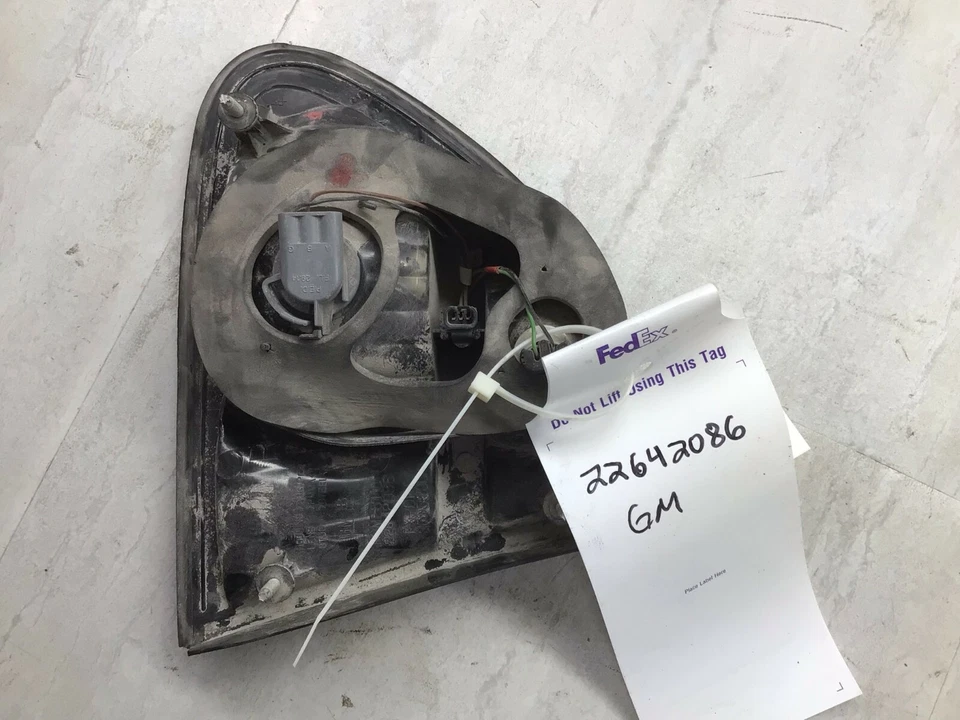 FedEx®
Do Not Lift Using This Tag
22642086
GM
Place Label Here